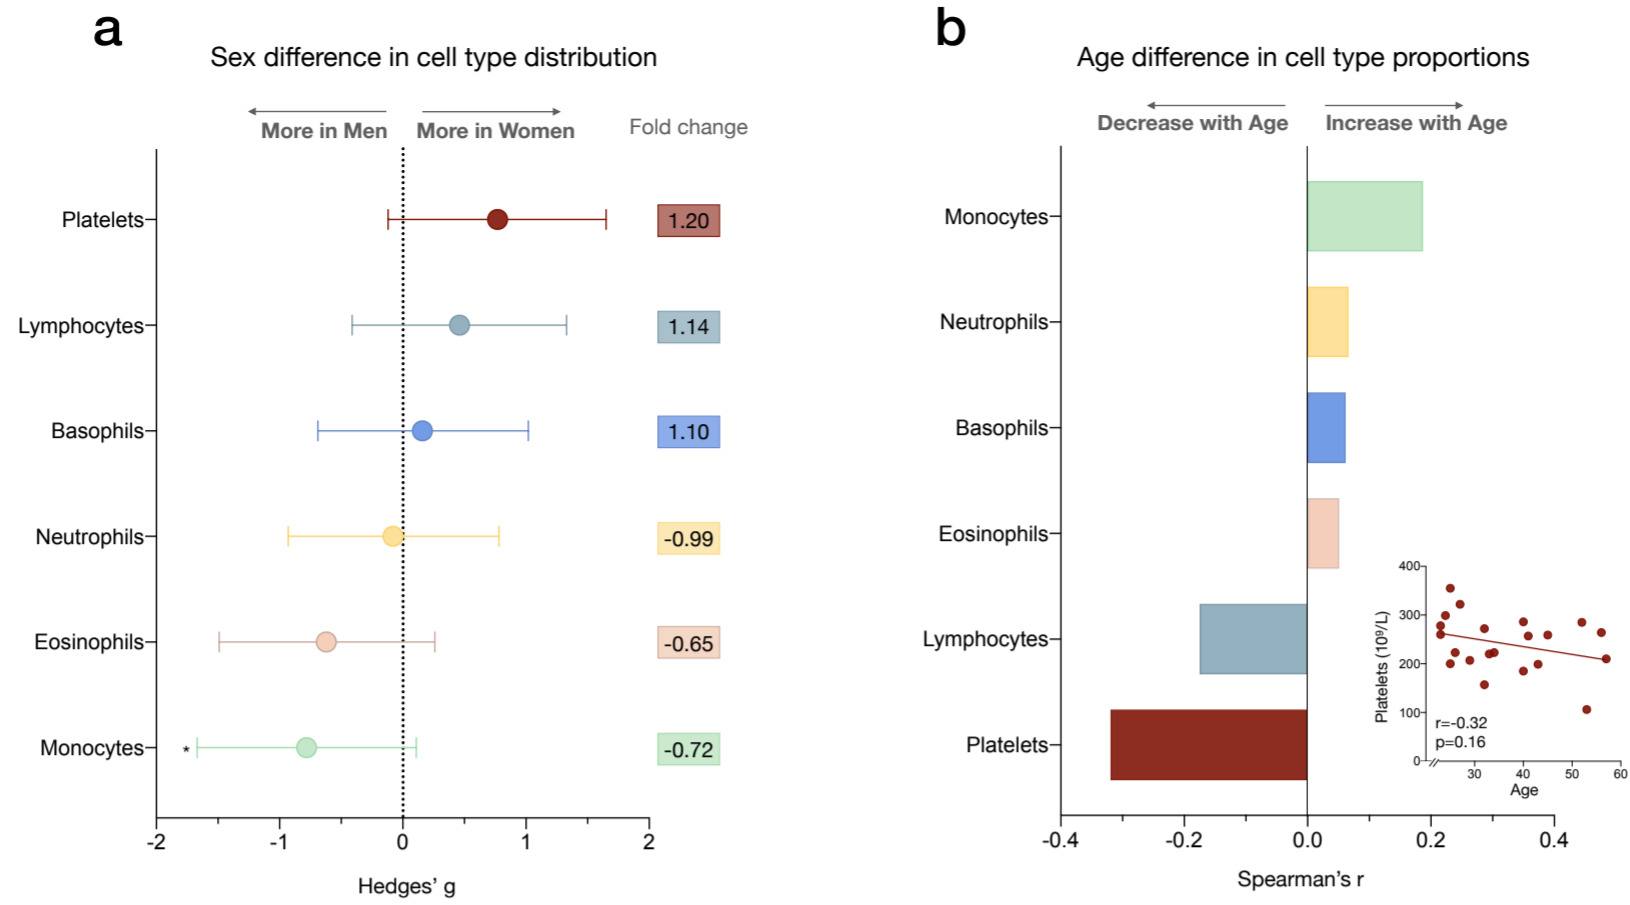 a
Sex difference in cell type distribution
More in Men
More in Women
Fold change
Platelets
1.20
Lymphocytes
1.14
Basophils
1.10
Neutrophils
-0.99
Eosinophils
-0.65
Monocytes
*
-0.72
-2
-1
0
1
2
Hedges’ g
b
Age difference in cell type proportions
Decrease with Age
Increase with Age
Monocytes
Neutrophils
Basophils
Eosinophils
Lymphocytes
Platelets
-0.4
-0.2
0.0
0.2
0.4
Spearman’s r
Platelets (10⁹/L)
400
300
200
100
0
r=-0.32
p=0.16
30
40
50
60
Age